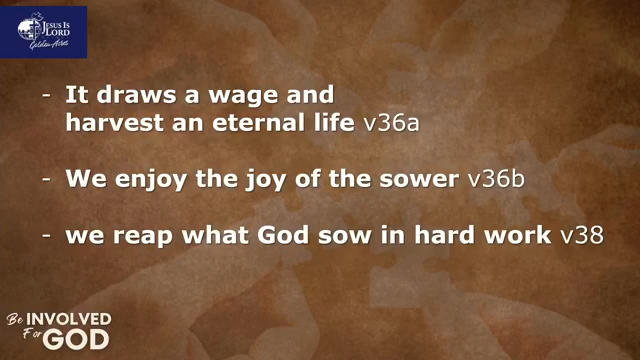 JESUS IS
LORD
Golden Acres
- It draws a wage and
harvest an eternal life v36a
- We enjoy the joy of the sower v36b
- we reap what God sow in hard work v38
Be INVOLVED
For GOD